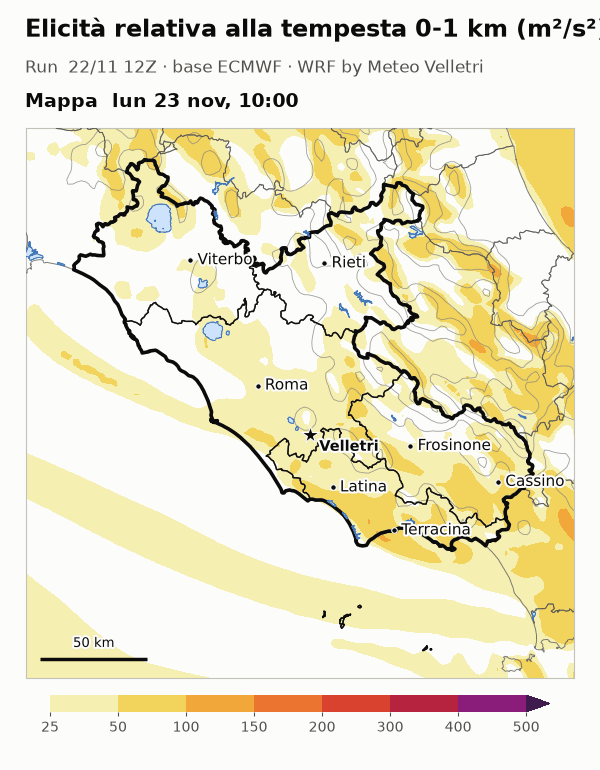 Elicità relativa alla tempesta 0-1 km (m²/s²)
Run 22/11 12Z · base ECMWF · WRF by Meteo Velletri
Mappa lun 23 nov, 10:00
Viterbo
Rieti
Roma
Velletri
Frosinone
Cassino
Latina
Terracina
50 km
25 50 100 150 200 300 400 500